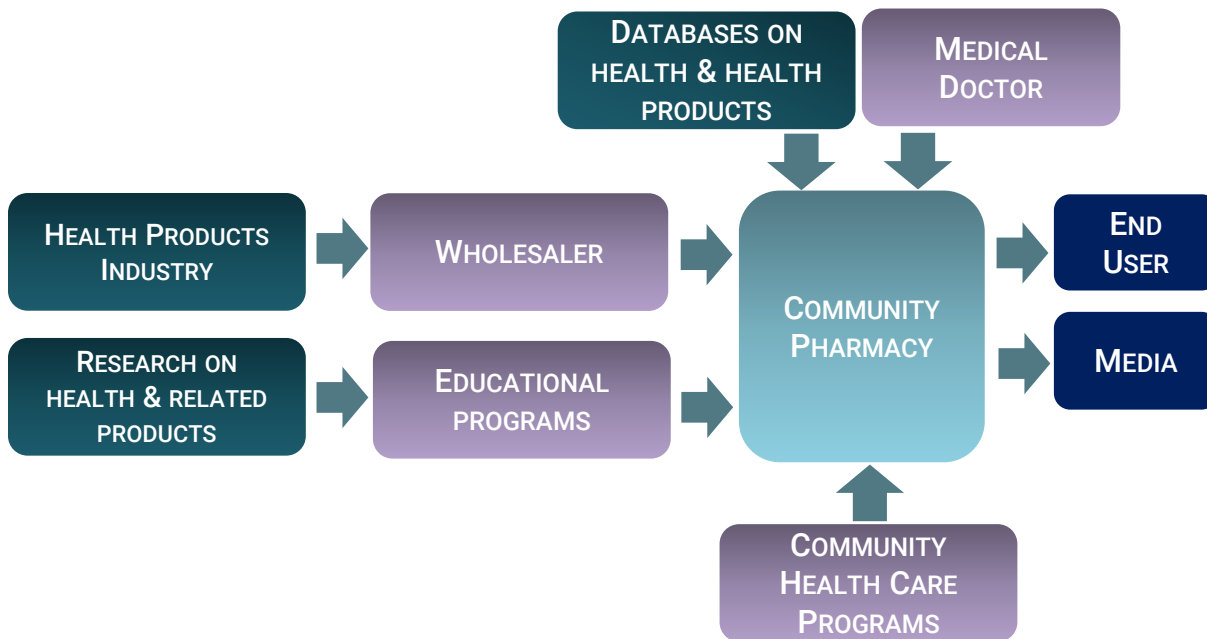 Databases on
health & health
products
Medical
Doctor
Health Products
Industry
Wholesaler
Community
Pharmacy
End
User
Research on
health & related
products
Educational
programs
Media
Community
Health Care
Programs